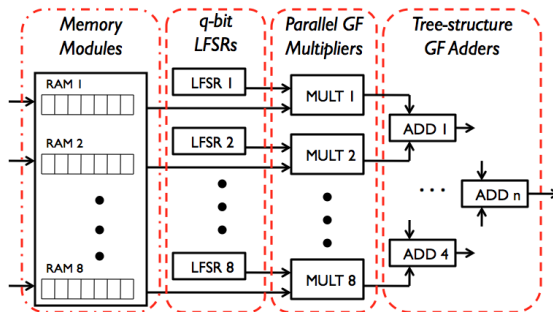 Memory
Modules
q-bit
LFSRs
Parallel GF
Multipliers
Tree-structure
GF Adders
RAM 1
LFSR 1
MULT 1
ADD 1
RAM 2
LFSR 2
MULT 2
ADD n
RAM 8
LFSR 8
MULT 8
ADD 4